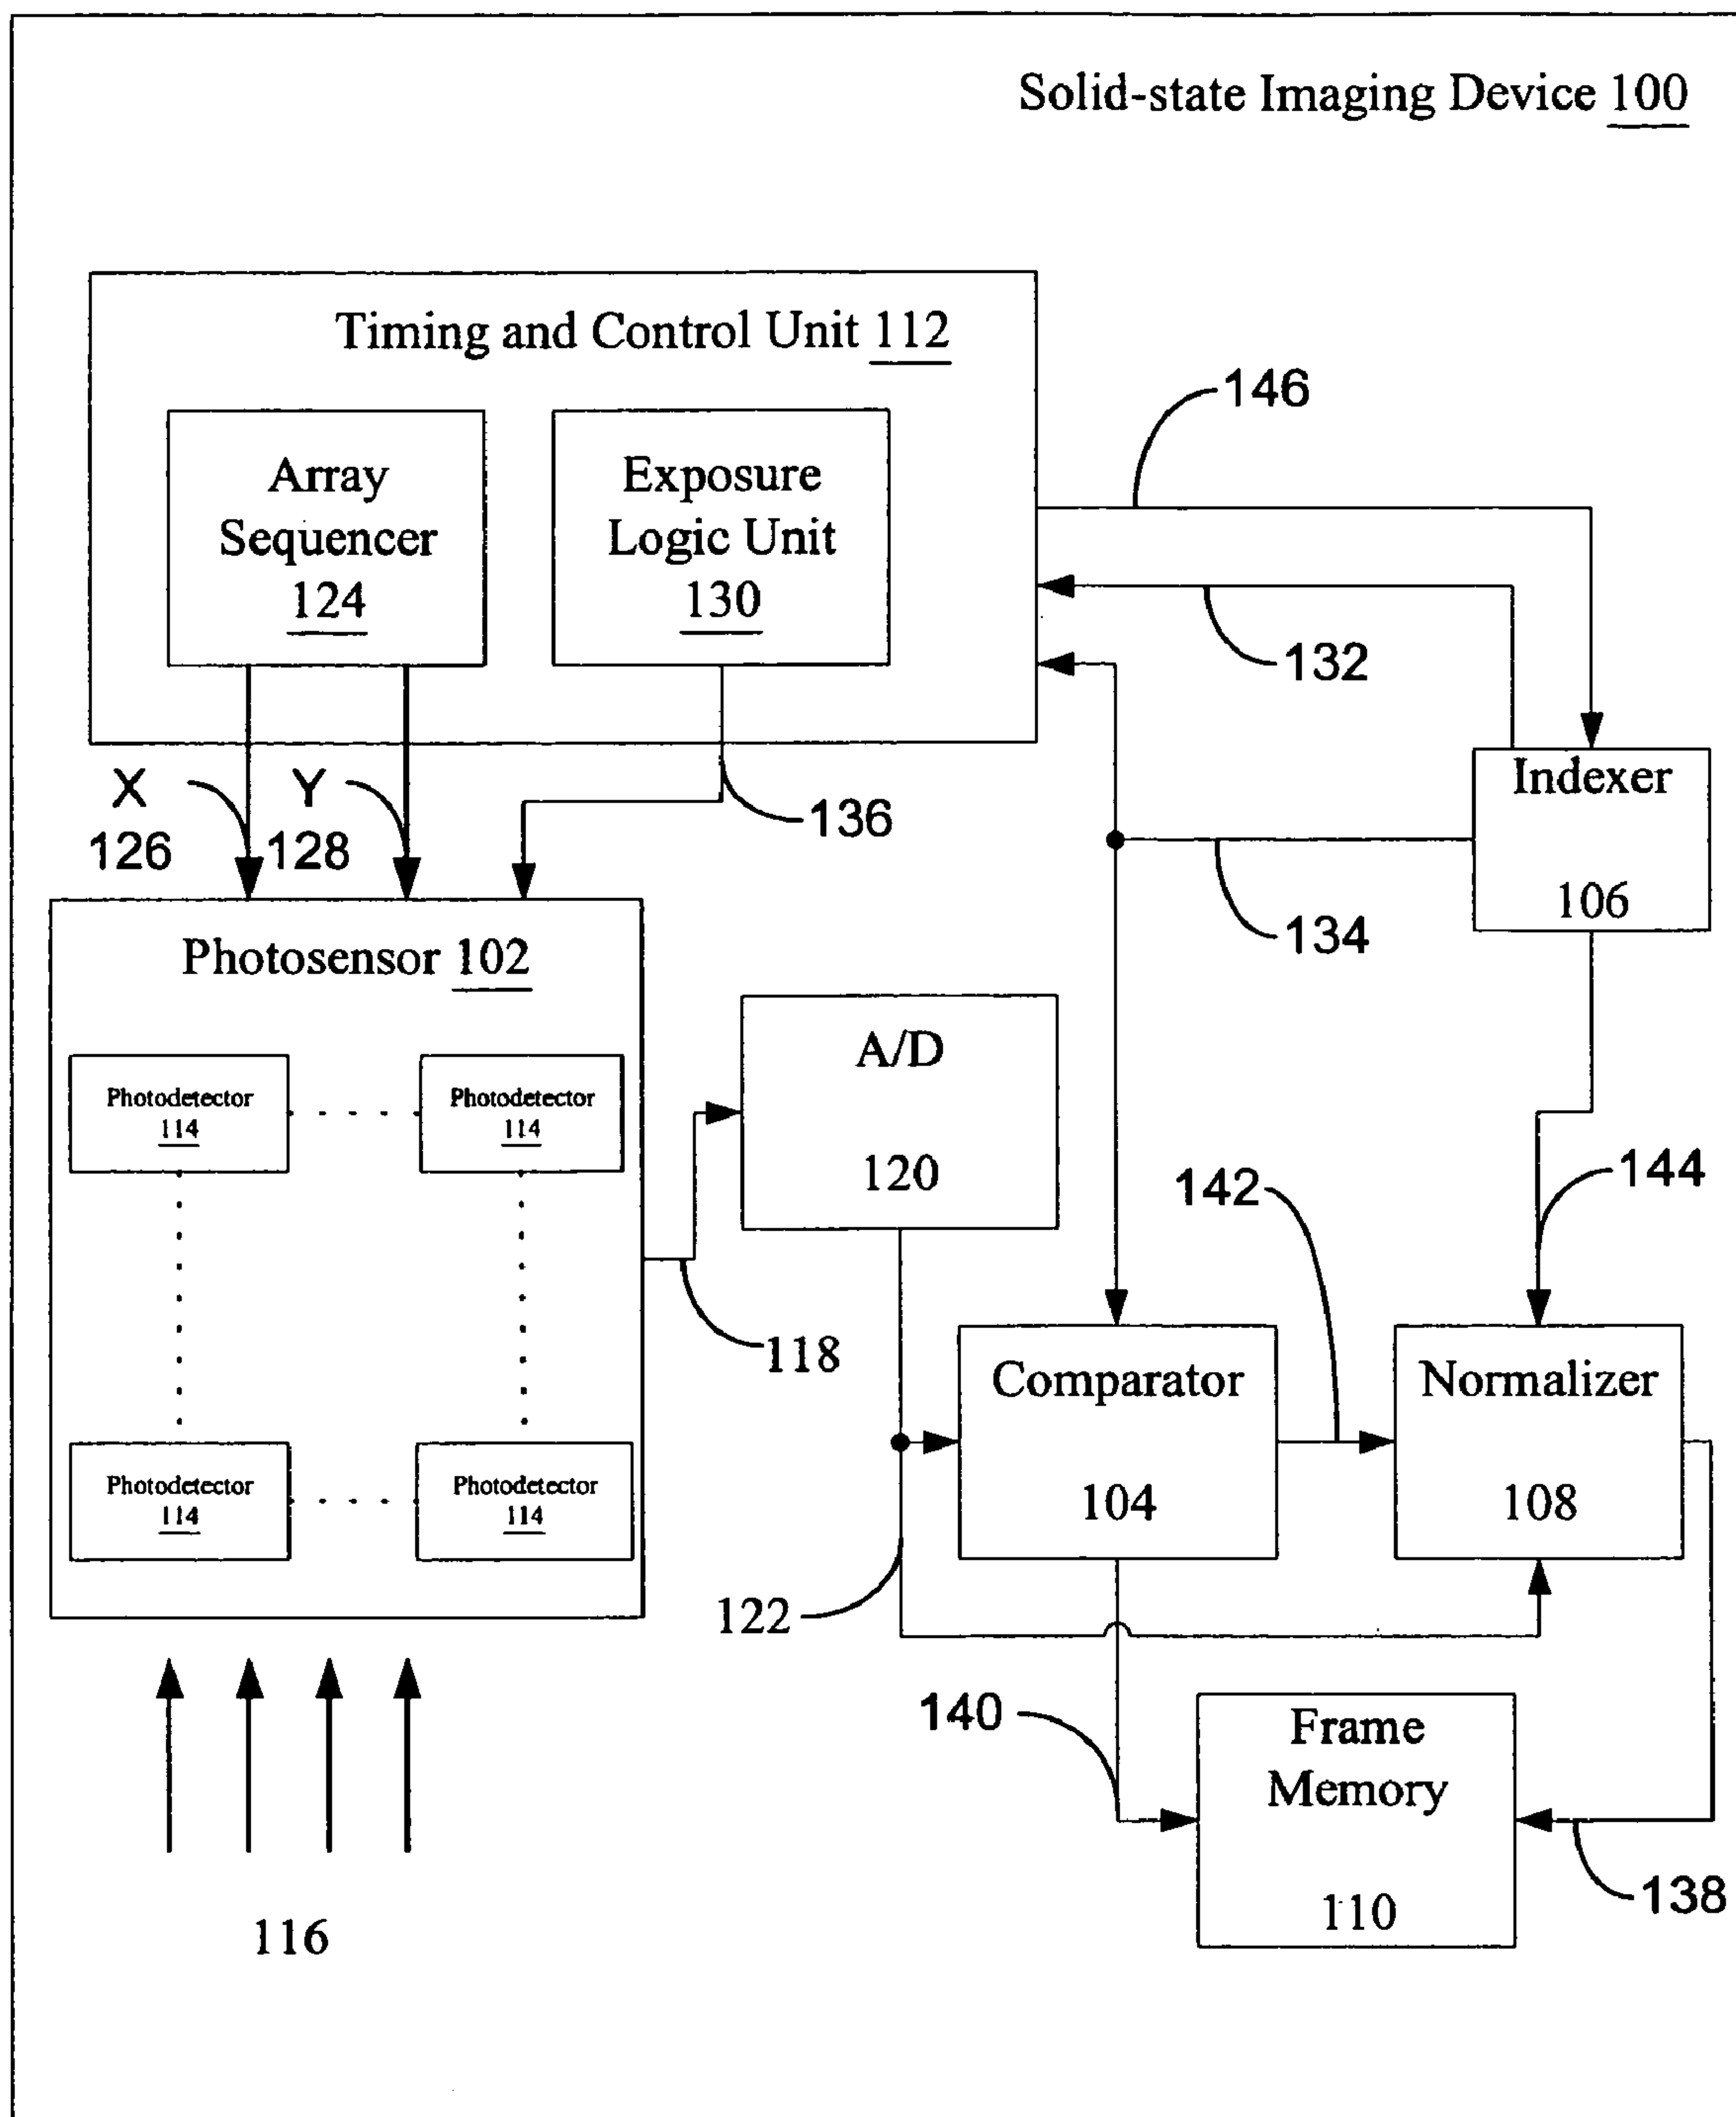 Solid-state Imaging Device 100
Timing and Control Unit 112
Array
Sequencer
124
Exposure
Logic Unit
130
146
132
X
126
Y
128
136
Indexer
106
134
Photosensor 102
Photodetector
114
Photodetector
114
Photodetector
114
Photodetector
114
A/D
120
118
142
144
Comparator
104
Normalizer
108
122
140
Frame
Memory
110
138
116